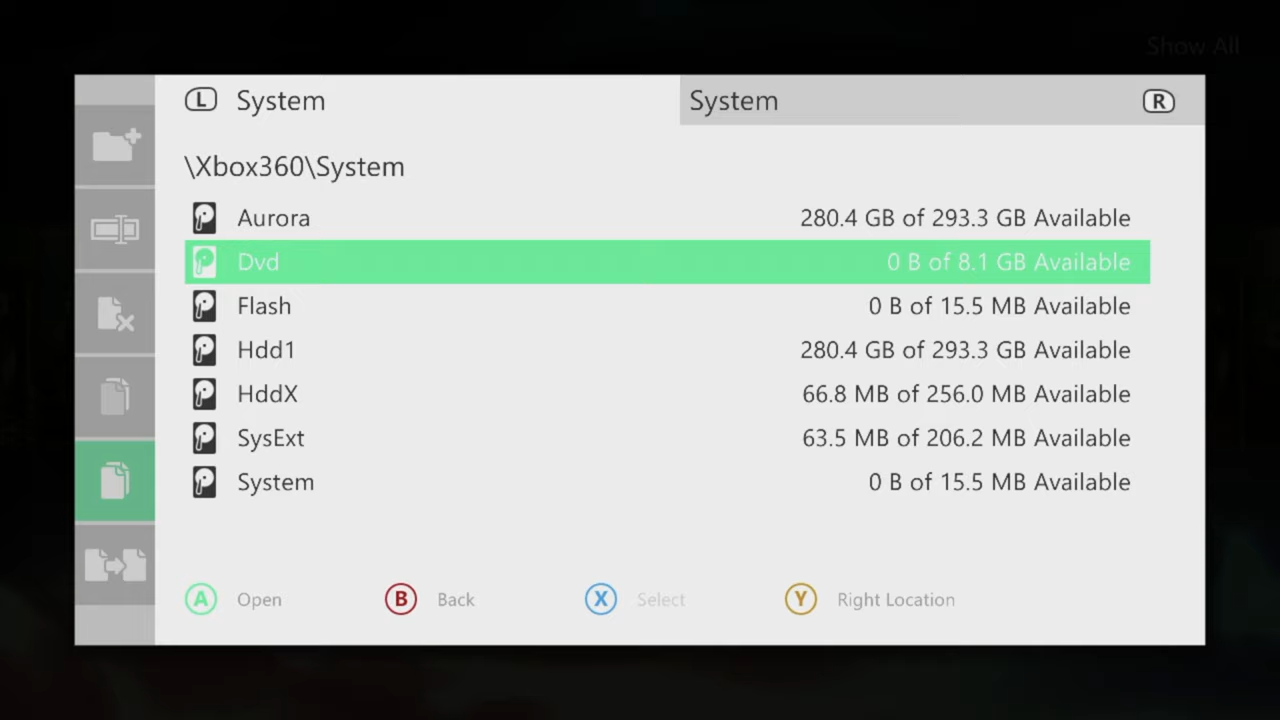 Show All
L System
System R
\Xbox360\System
Aurora 280.4 GB of 293.3 GB Available
Dvd 0 B of 8.1 GB Available
Flash 0 B of 15.5 MB Available
Hdd1 280.4 GB of 293.3 GB Available
HddX 66.8 MB of 256.0 MB Available
SysExt 63.5 MB of 206.2 MB Available
System 0 B of 15.5 MB Available
A Open B Back X Select Y Right Location